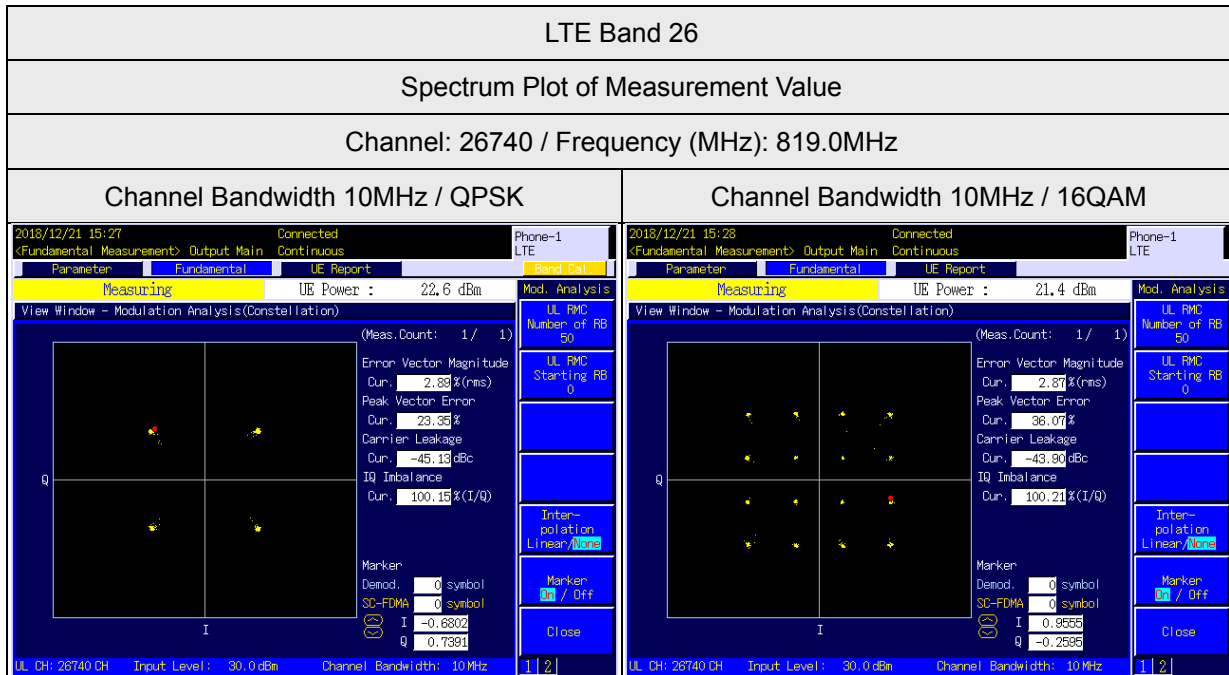 LTE Band 26
Spectrum Plot of Measurement Value
Channel: 26740 / Frequency (MHz): 819.0MHz
Channel Bandwidth 10MHz / QPSK
2018/12/21 15:27 Connected Phone-1
<Fundamental Measurement> Output Main Continuous LTE
Parameter Fundamental UE Report Band Cal.
Measuring UE Power : 22.6 dBm Mod. Analysis
View Window - Modulation Analysis(Constellation)
(Meas.Count: 1/ 1)
Error Vector Magnitude
Cur. 2.89 %(rms)
Peak Vector Error
Cur. 23.35 %
Carrier Leakage
Cur. -45.13 dBc
IQ Imbalance
Cur. 100.15 %(I/Q)
Marker
Demod. 0 symbol
SC-FDMA 0 symbol
I -0.6802
Q 0.7391
Q
I
UL RMC
Number of RB
50
UL RMC
Starting RB
0
Inter-
polation
Linear/None
Marker
On / Off
Close
UL CH: 26740 CH Input Level: 30.0 dBm Channel Bandwidth: 10 MHz 1 2
Channel Bandwidth 10MHz / 16QAM
2018/12/21 15:28 Connected Phone-1
<Fundamental Measurement> Output Main Continuous LTE
Parameter Fundamental UE Report
Measuring UE Power : 21.4 dBm Mod. Analysis
View Window - Modulation Analysis(Constellation)
(Meas.Count: 1/ 1)
Error Vector Magnitude
Cur. 2.87 %(rms)
Peak Vector Error
Cur. 36.07 %
Carrier Leakage
Cur. -43.90 dBc
IQ Imbalance
Cur. 100.21 %(I/Q)
Marker
Demod. 0 symbol
SC-FDMA 0 symbol
I 0.9555
Q -0.2595
Q
I
UL RMC
Number of RB
50
UL RMC
Starting RB
0
Inter-
polation
Linear/None
Marker
On / Off
Close
UL CH: 26740 CH Input Level: 30.0 dBm Channel Bandwidth: 10 MHz 1 2